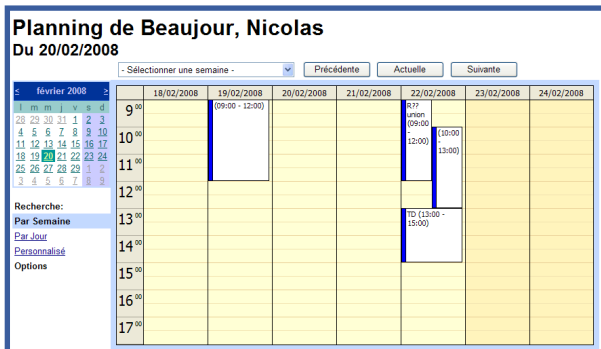 Planning de Beaujour, Nicolas
Du 20/02/2008
- Sélectionner une semaine -
Précédente
Actuelle
Suivante
≤ février 2008 ≥
l m m j v s d
28 29 30 31 1 2 3
4 5 6 7 8 9 10
11 12 13 14 15 16 17
18 19 20 21 22 23 24
25 26 27 28 29 1 2
3 4 5 6 7 8 9
Recherche:
Par Semaine
Par Jour
Personnalisé
Options
18/02/2008 19/02/2008 20/02/2008 21/02/2008 22/02/2008 23/02/2008 24/02/2008
9 00
10 00
11 00
12 00
13 00
14 00
15 00
16 00
17 00
(09:00 - 12:00)
R??
union
(09:00
-
12:00)
(10:00
-
13:00)
TD (13:00 -
15:00)